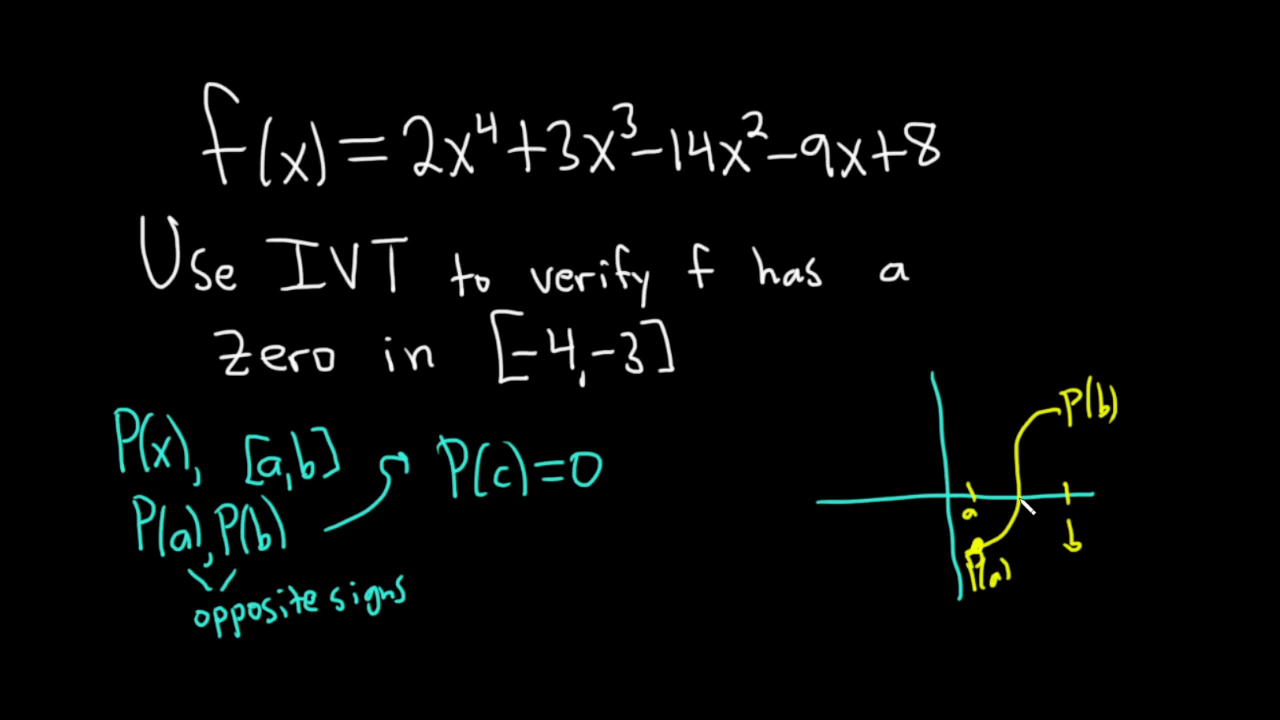 f(x)=2x⁴+3x³-14x²-9x+8
Use IVT to verify f has a
zero in [-4,-3]
P(x), [a,b]
P(c)=0
P(a),P(b)
opposite signs
P(b)
a
b
P(a)